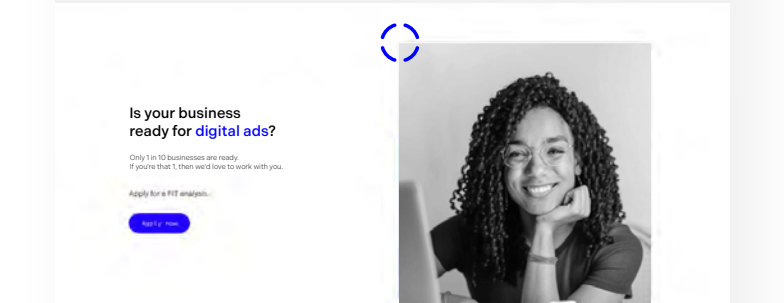 Is your business
ready for digital ads?
Only 1 in 10 businesses are ready.
If you're that 1, then we'd love to work with you.
Apply for a FIT analysis.
Apply now